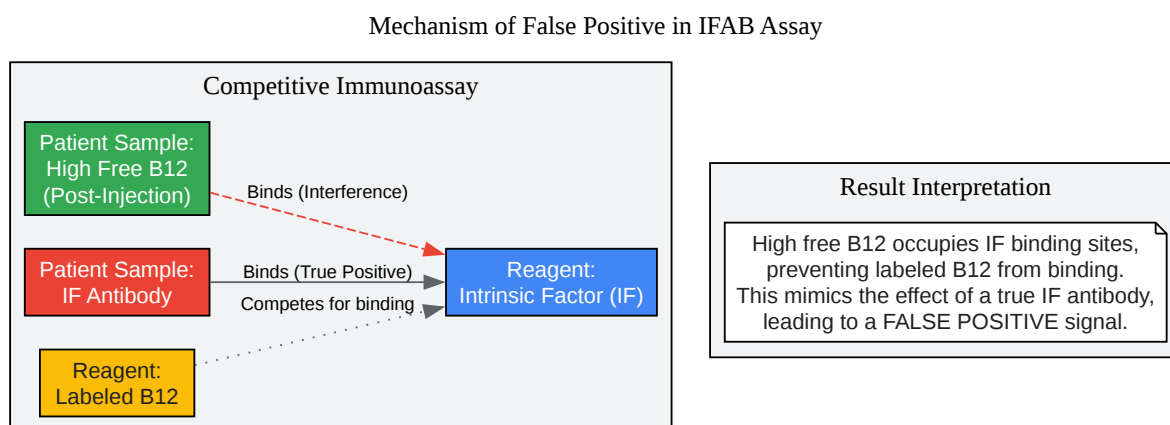 Mechanism of False Positive in IFAB Assay
Competitive Immunoassay
Patient Sample:
High Free B12
(Post-Injection)
Binds (Interference)
Patient Sample:
IF Antibody
Binds (True Positive)
Competes for binding
Reagent:
Intrinsic Factor (IF)
Reagent:
Labeled B12
Result Interpretation
High free B12 occupies IF binding sites,
preventing labeled B12 from binding.
This mimics the effect of a true IF antibody,
leading to a FALSE POSITIVE signal.